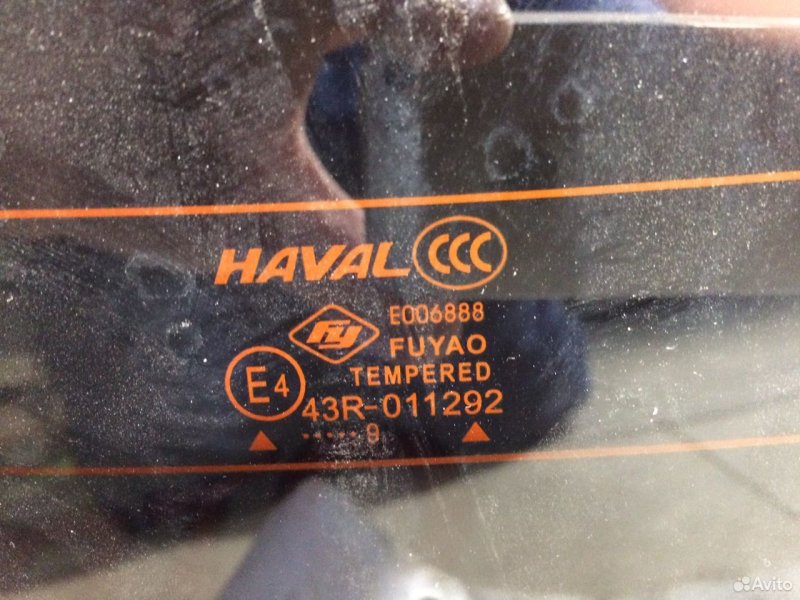 HAVAL CCC
E006888
FUYAO
TEMPERED
E4 43R-011292
..... 9
Avito